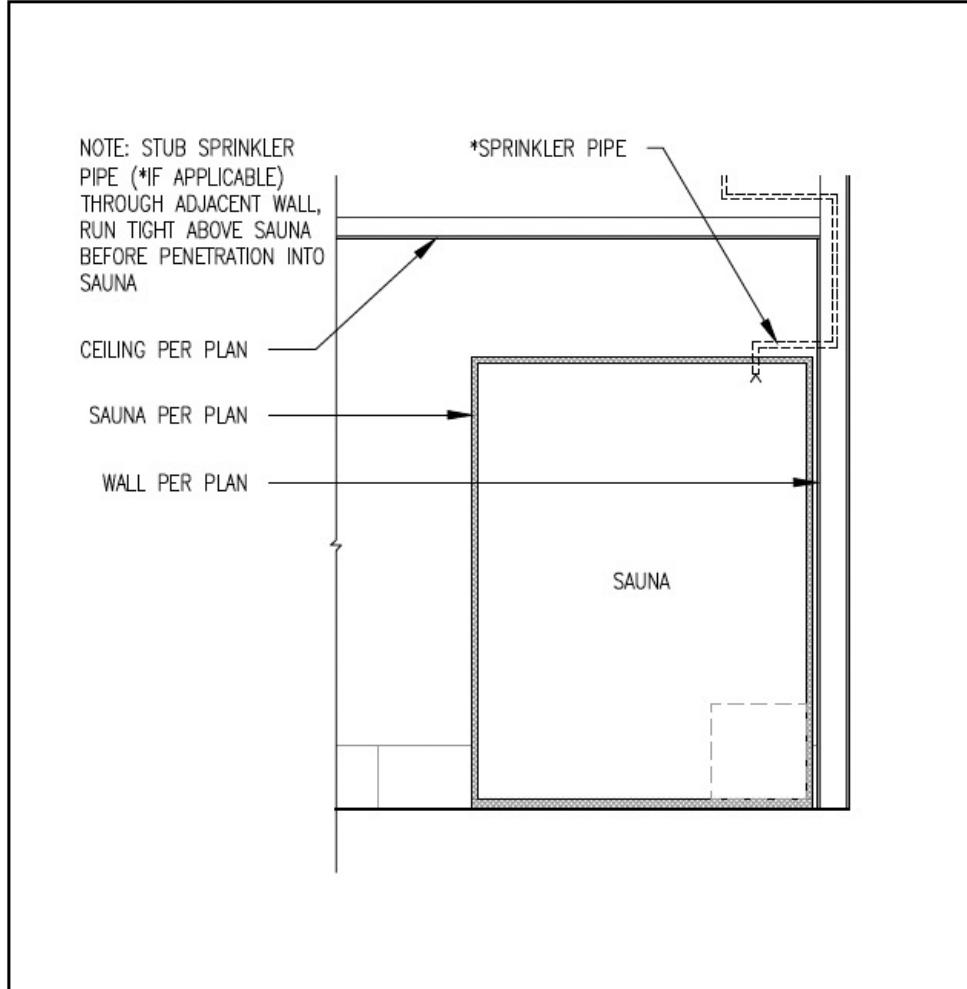 NOTE: STUB SPRINKLER
PIPE (*IF APPLICABLE)
THROUGH ADJACENT WALL,
RUN TIGHT ABOVE SAUNA
BEFORE PENETRATION INTO
SAUNA
*SPRINKLER PIPE
CEILING PER PLAN
SAUNA PER PLAN
WALL PER PLAN
SAUNA